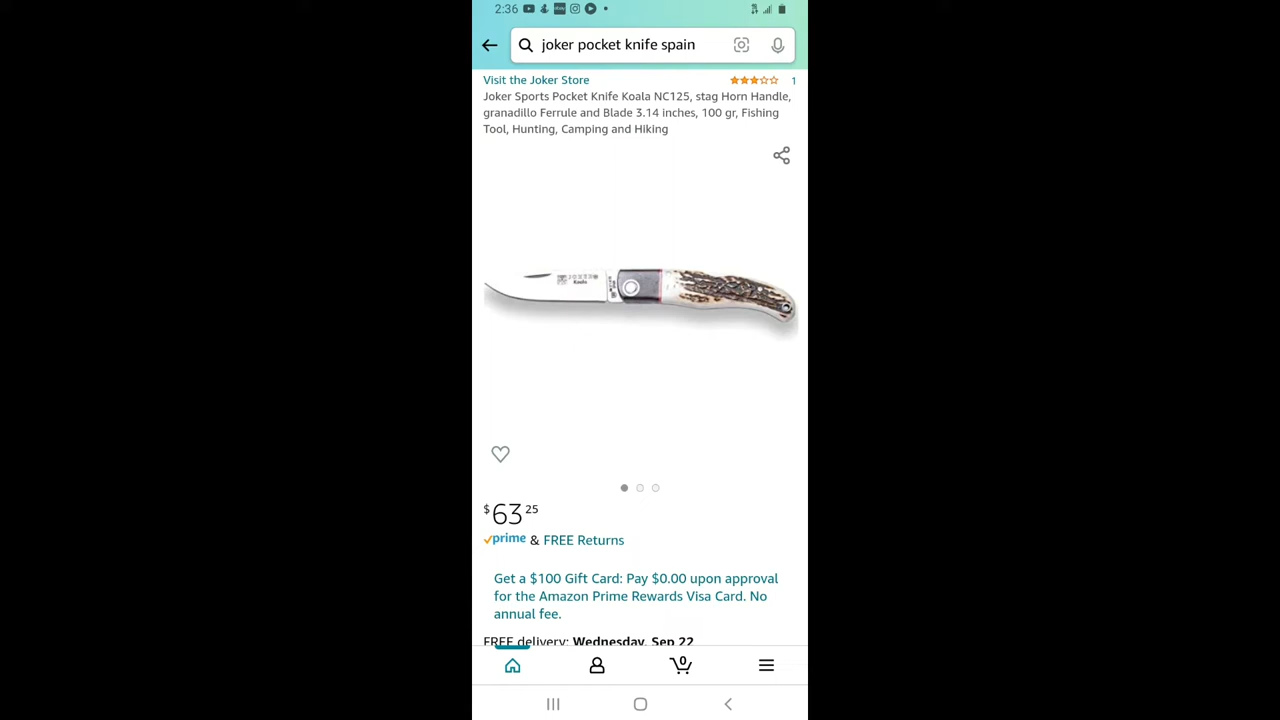 2:36
joker pocket knife spain
Visit the Joker Store 1
Joker Sports Pocket Knife Koala NC125, stag Horn Handle,
granadillo Ferrule and Blade 3.14 inches, 100 gr, Fishing
Tool, Hunting, Camping and Hiking
$63 25
prime & FREE Returns
Get a $100 Gift Card: Pay $0.00 upon approval
for the Amazon Prime Rewards Visa Card. No
annual fee.
FREE delivery: Wednesday, Sep 22
0